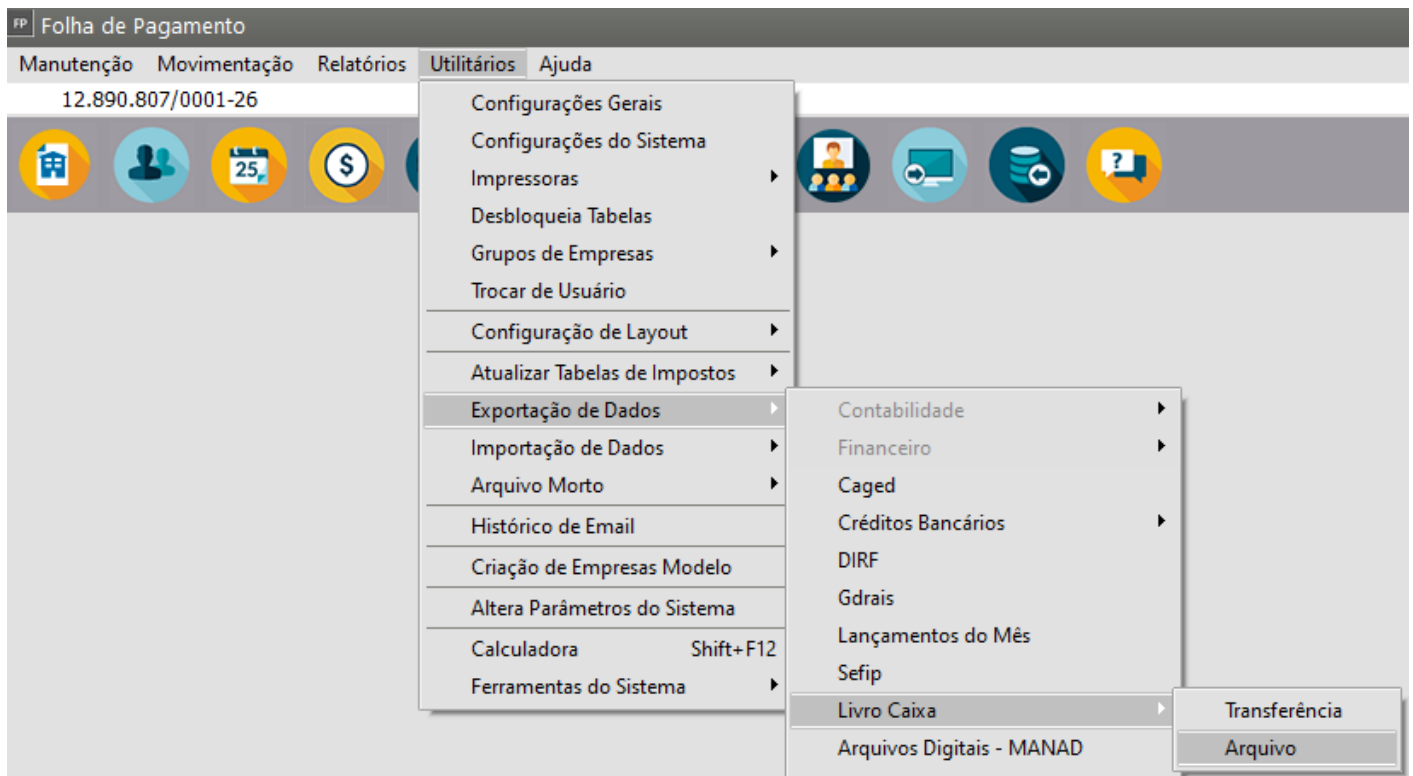 FP Folha de Pagamento
Manutenção Movimentação Relatórios Utilitários Ajuda
12.890.807/0001-26
25
$
?
Configurações Gerais
Configurações do Sistema
Impressoras
Desbloqueia Tabelas
Grupos de Empresas
Trocar de Usuário
Configuração de Layout
Atualizar Tabelas de Impostos
Exportação de Dados
Importação de Dados
Arquivo Morto
Histórico de Email
Criação de Empresas Modelo
Altera Parâmetros do Sistema
Calculadora Shift+F12
Ferramentas do Sistema
Contabilidade
Financeiro
Caged
Créditos Bancários
DIRF
Gdrais
Lançamentos do Mês
Sefip
Livro Caixa
Arquivos Digitais - MANAD
Transferência
Arquivo